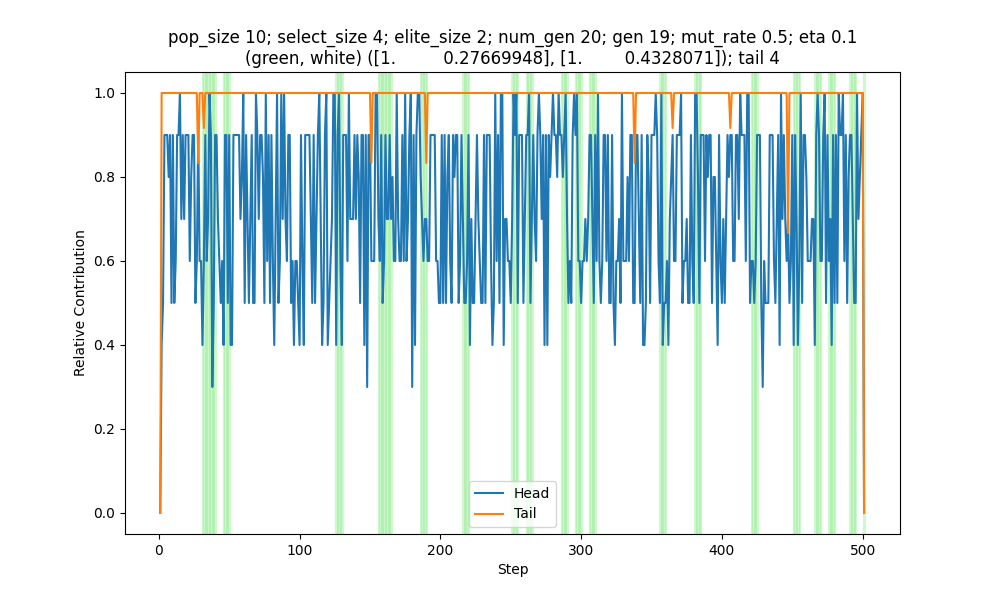 pop_size 10; select_size 4; elite_size 2; num_gen 20; gen 19; mut_rate 0.5; eta 0.1
(green, white) ([1.         0.27669948], [1.        0.4328071]); tail 4
1.0
0.8
0.6
0.4
0.2
0.0
Relative Contribution
Head
Tail
0
100
200
300
400
500
Step